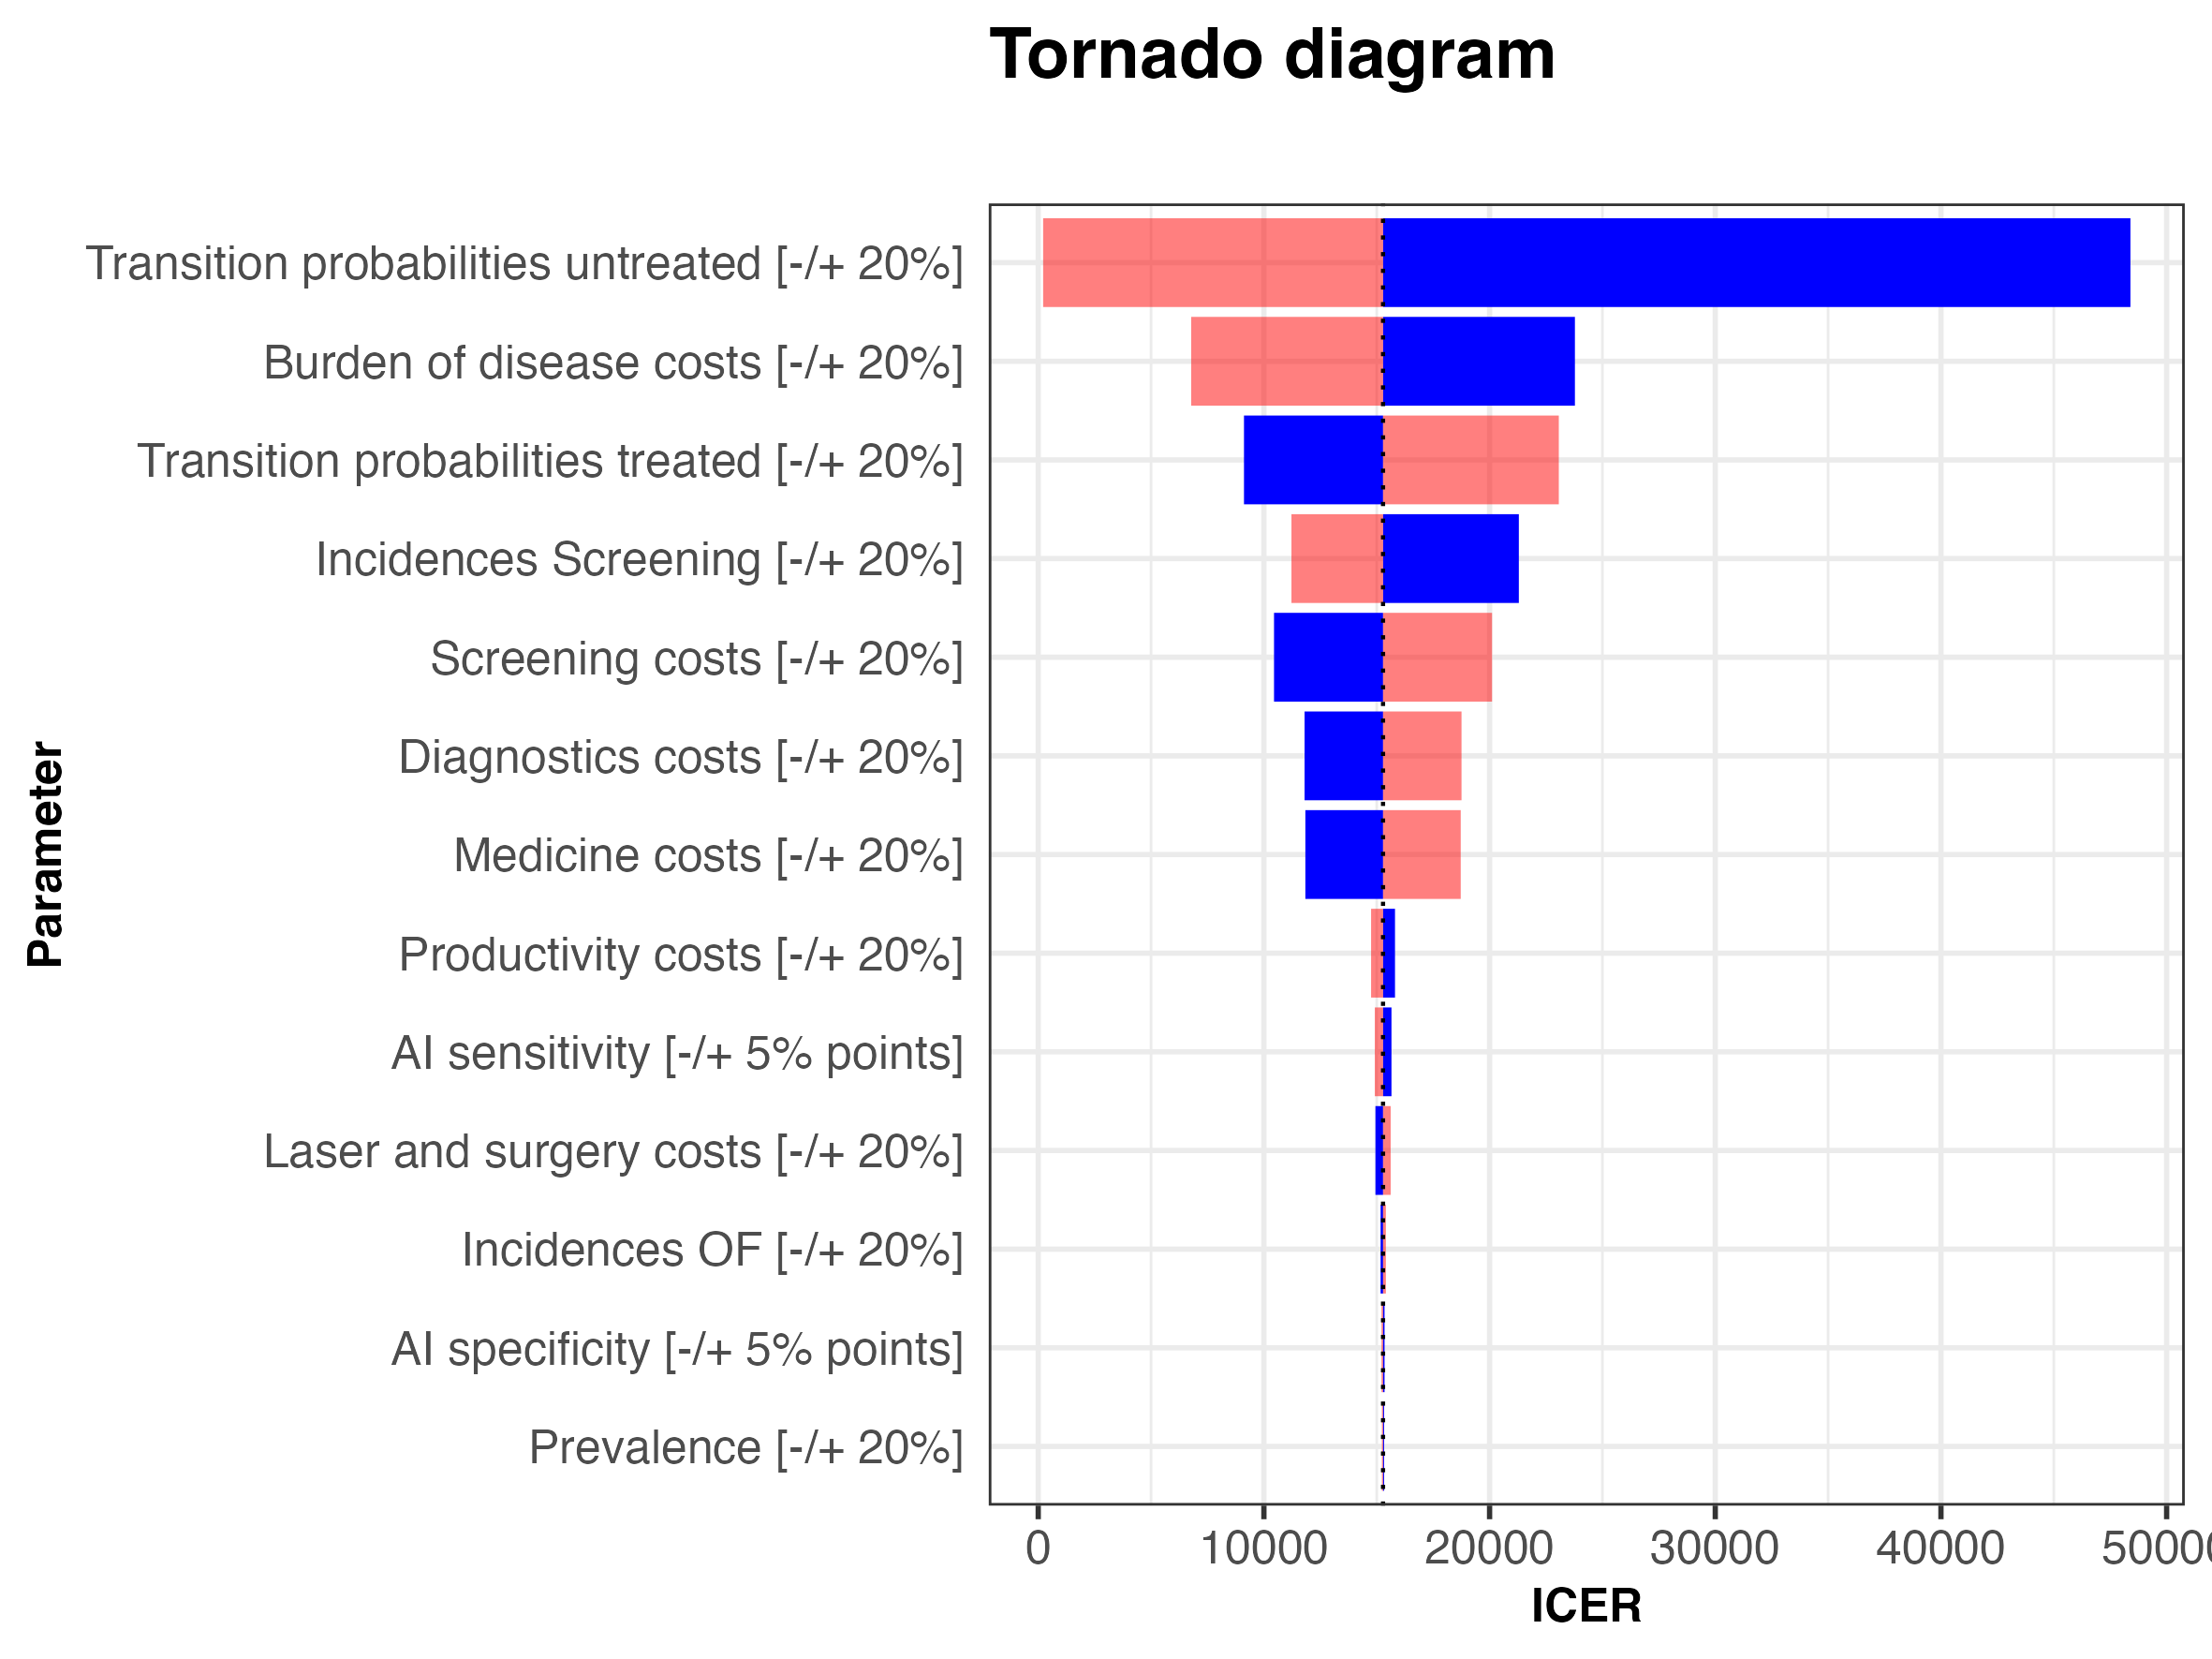 Tornado diagram
Transition probabilities untreated [-/+ 20%]
Burden of disease costs [-/+ 20%]
Transition probabilities treated [-/+ 20%]
Incidences Screening [-/+ 20%]
Screening costs [-/+ 20%]
Diagnostics costs [-/+ 20%]
Medicine costs [-/+ 20%]
Productivity costs [-/+ 20%]
AI sensitivity [-/+ 5% points]
Laser and surgery costs [-/+ 20%]
Incidences OF [-/+ 20%]
AI specificity [-/+ 5% points]
Prevalence [-/+ 20%]
Parameter
0 10000 20000 30000 40000 50000
ICER